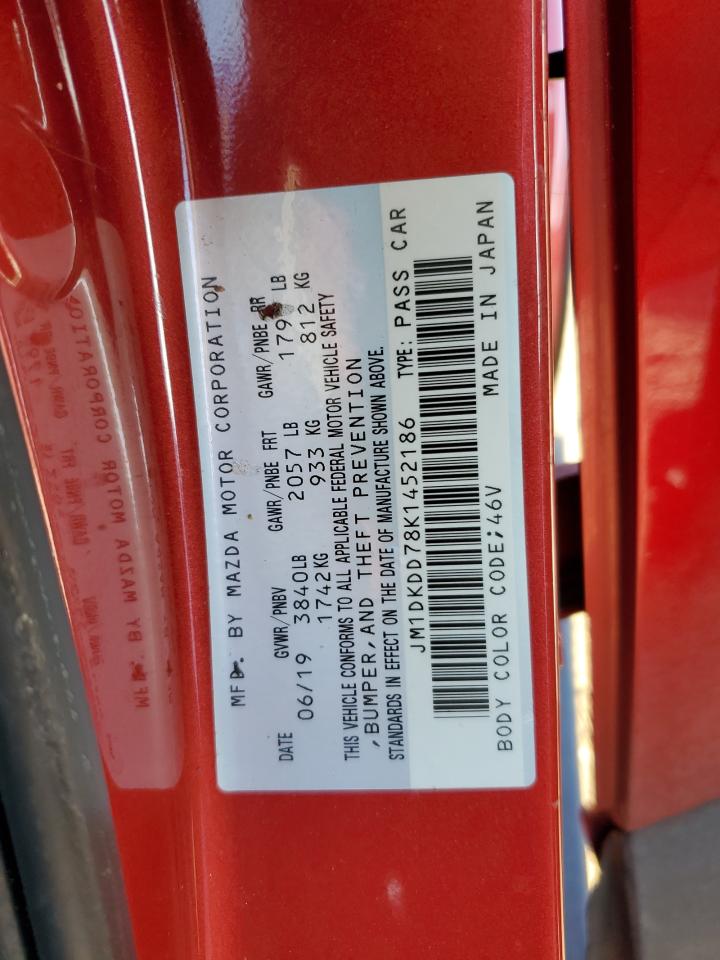 MFD. BY MAZDA MOTOR CORPORATION
DATE GVWR/PNBV GAWR/PNBE FRT GAWR/PNBE RR
06/19 3840LB 2057 LB LB
1742KG 933 KG 812 KG
THIS VEHICLE CONFORMS TO ALL APPLICABLE FEDERAL MOTOR VEHICLE SAFETY
,BUMPER,AND THEFT PREVENTION
STANDARDS IN EFFECT ON THE DATE OF MANUFACTURE SHOWN ABOVE.
JM1DKDD78K1452186 TYPE: PASS CAR
BODY COLOR CODE;46V MADE IN JAPAN